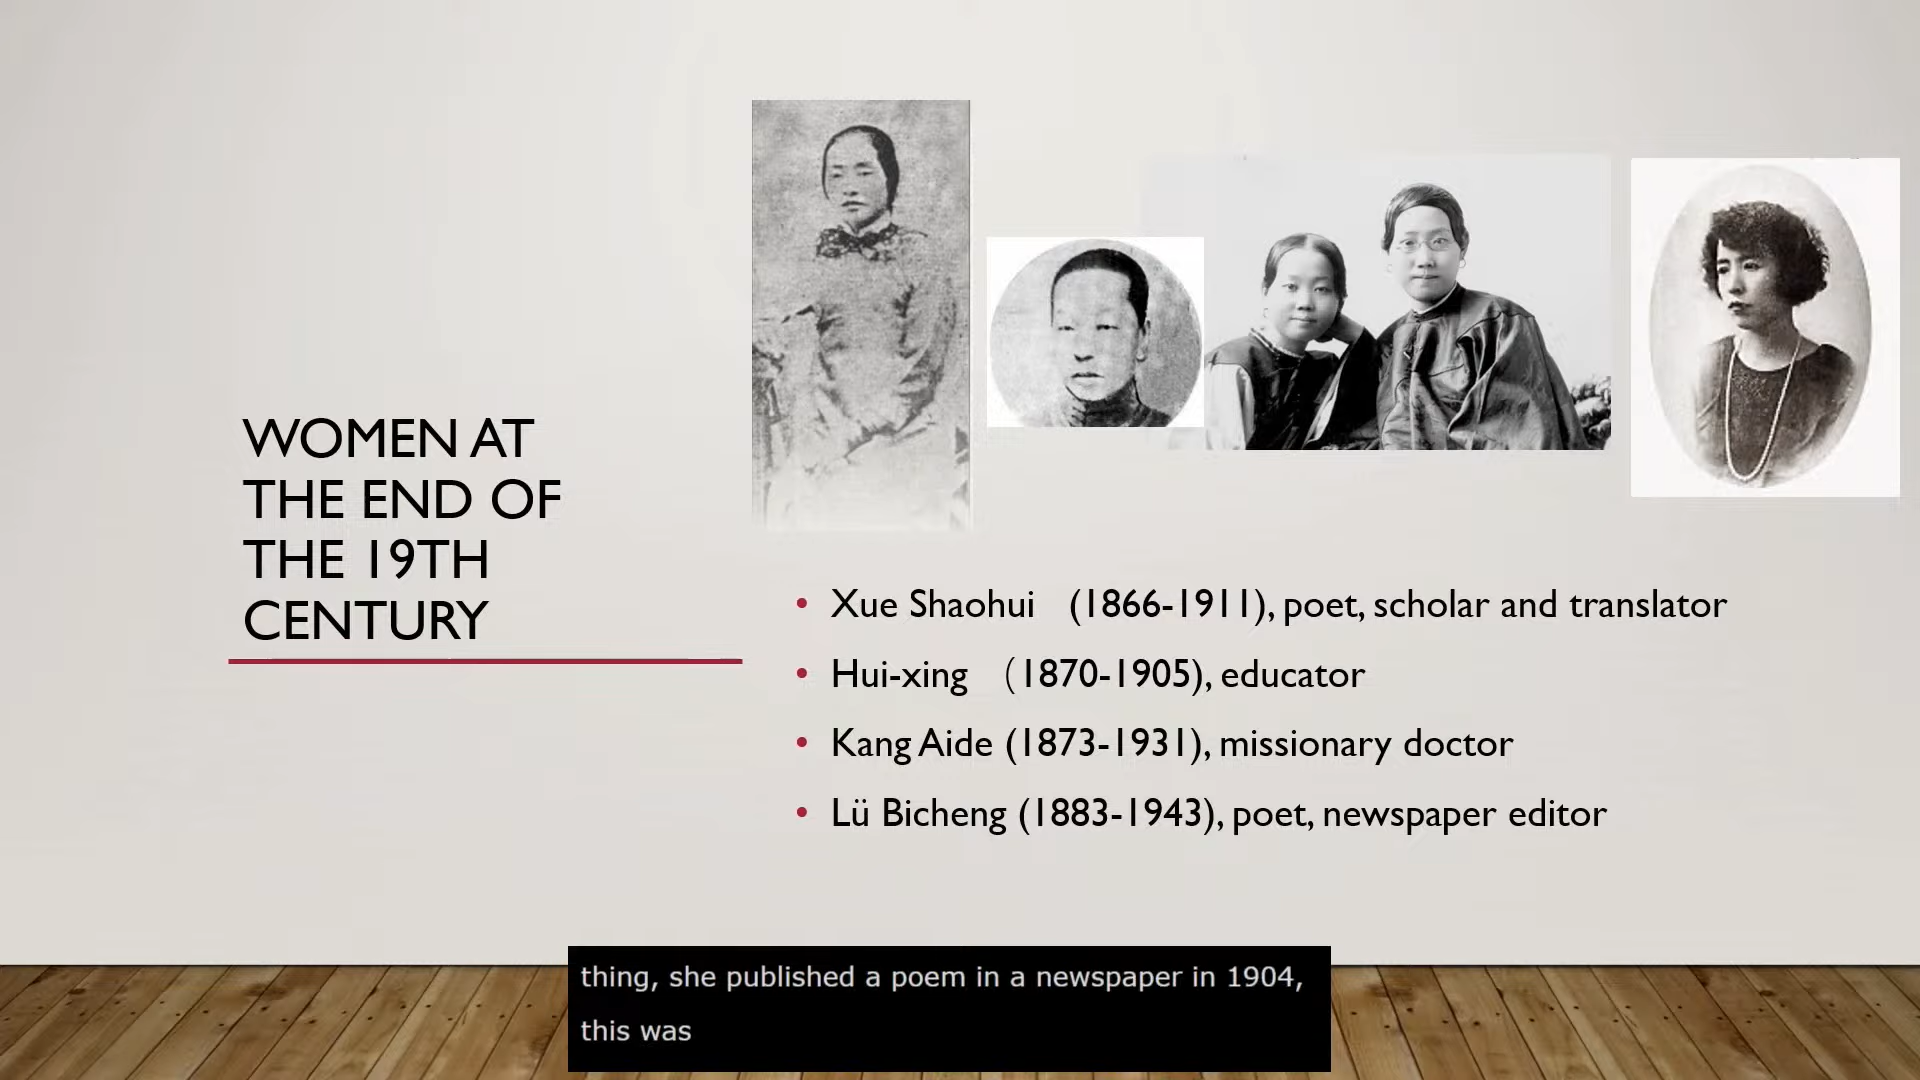 WOMEN AT
THE END OF
THE 19TH
CENTURY
• Xue Shaohui (1866-1911), poet, scholar and translator
• Hui-xing （1870-1905), educator
• Kang Aide (1873-1931), missionary doctor
• Lü Bicheng (1883-1943), poet, newspaper editor
thing, she published a poem in a newspaper in 1904,
this was